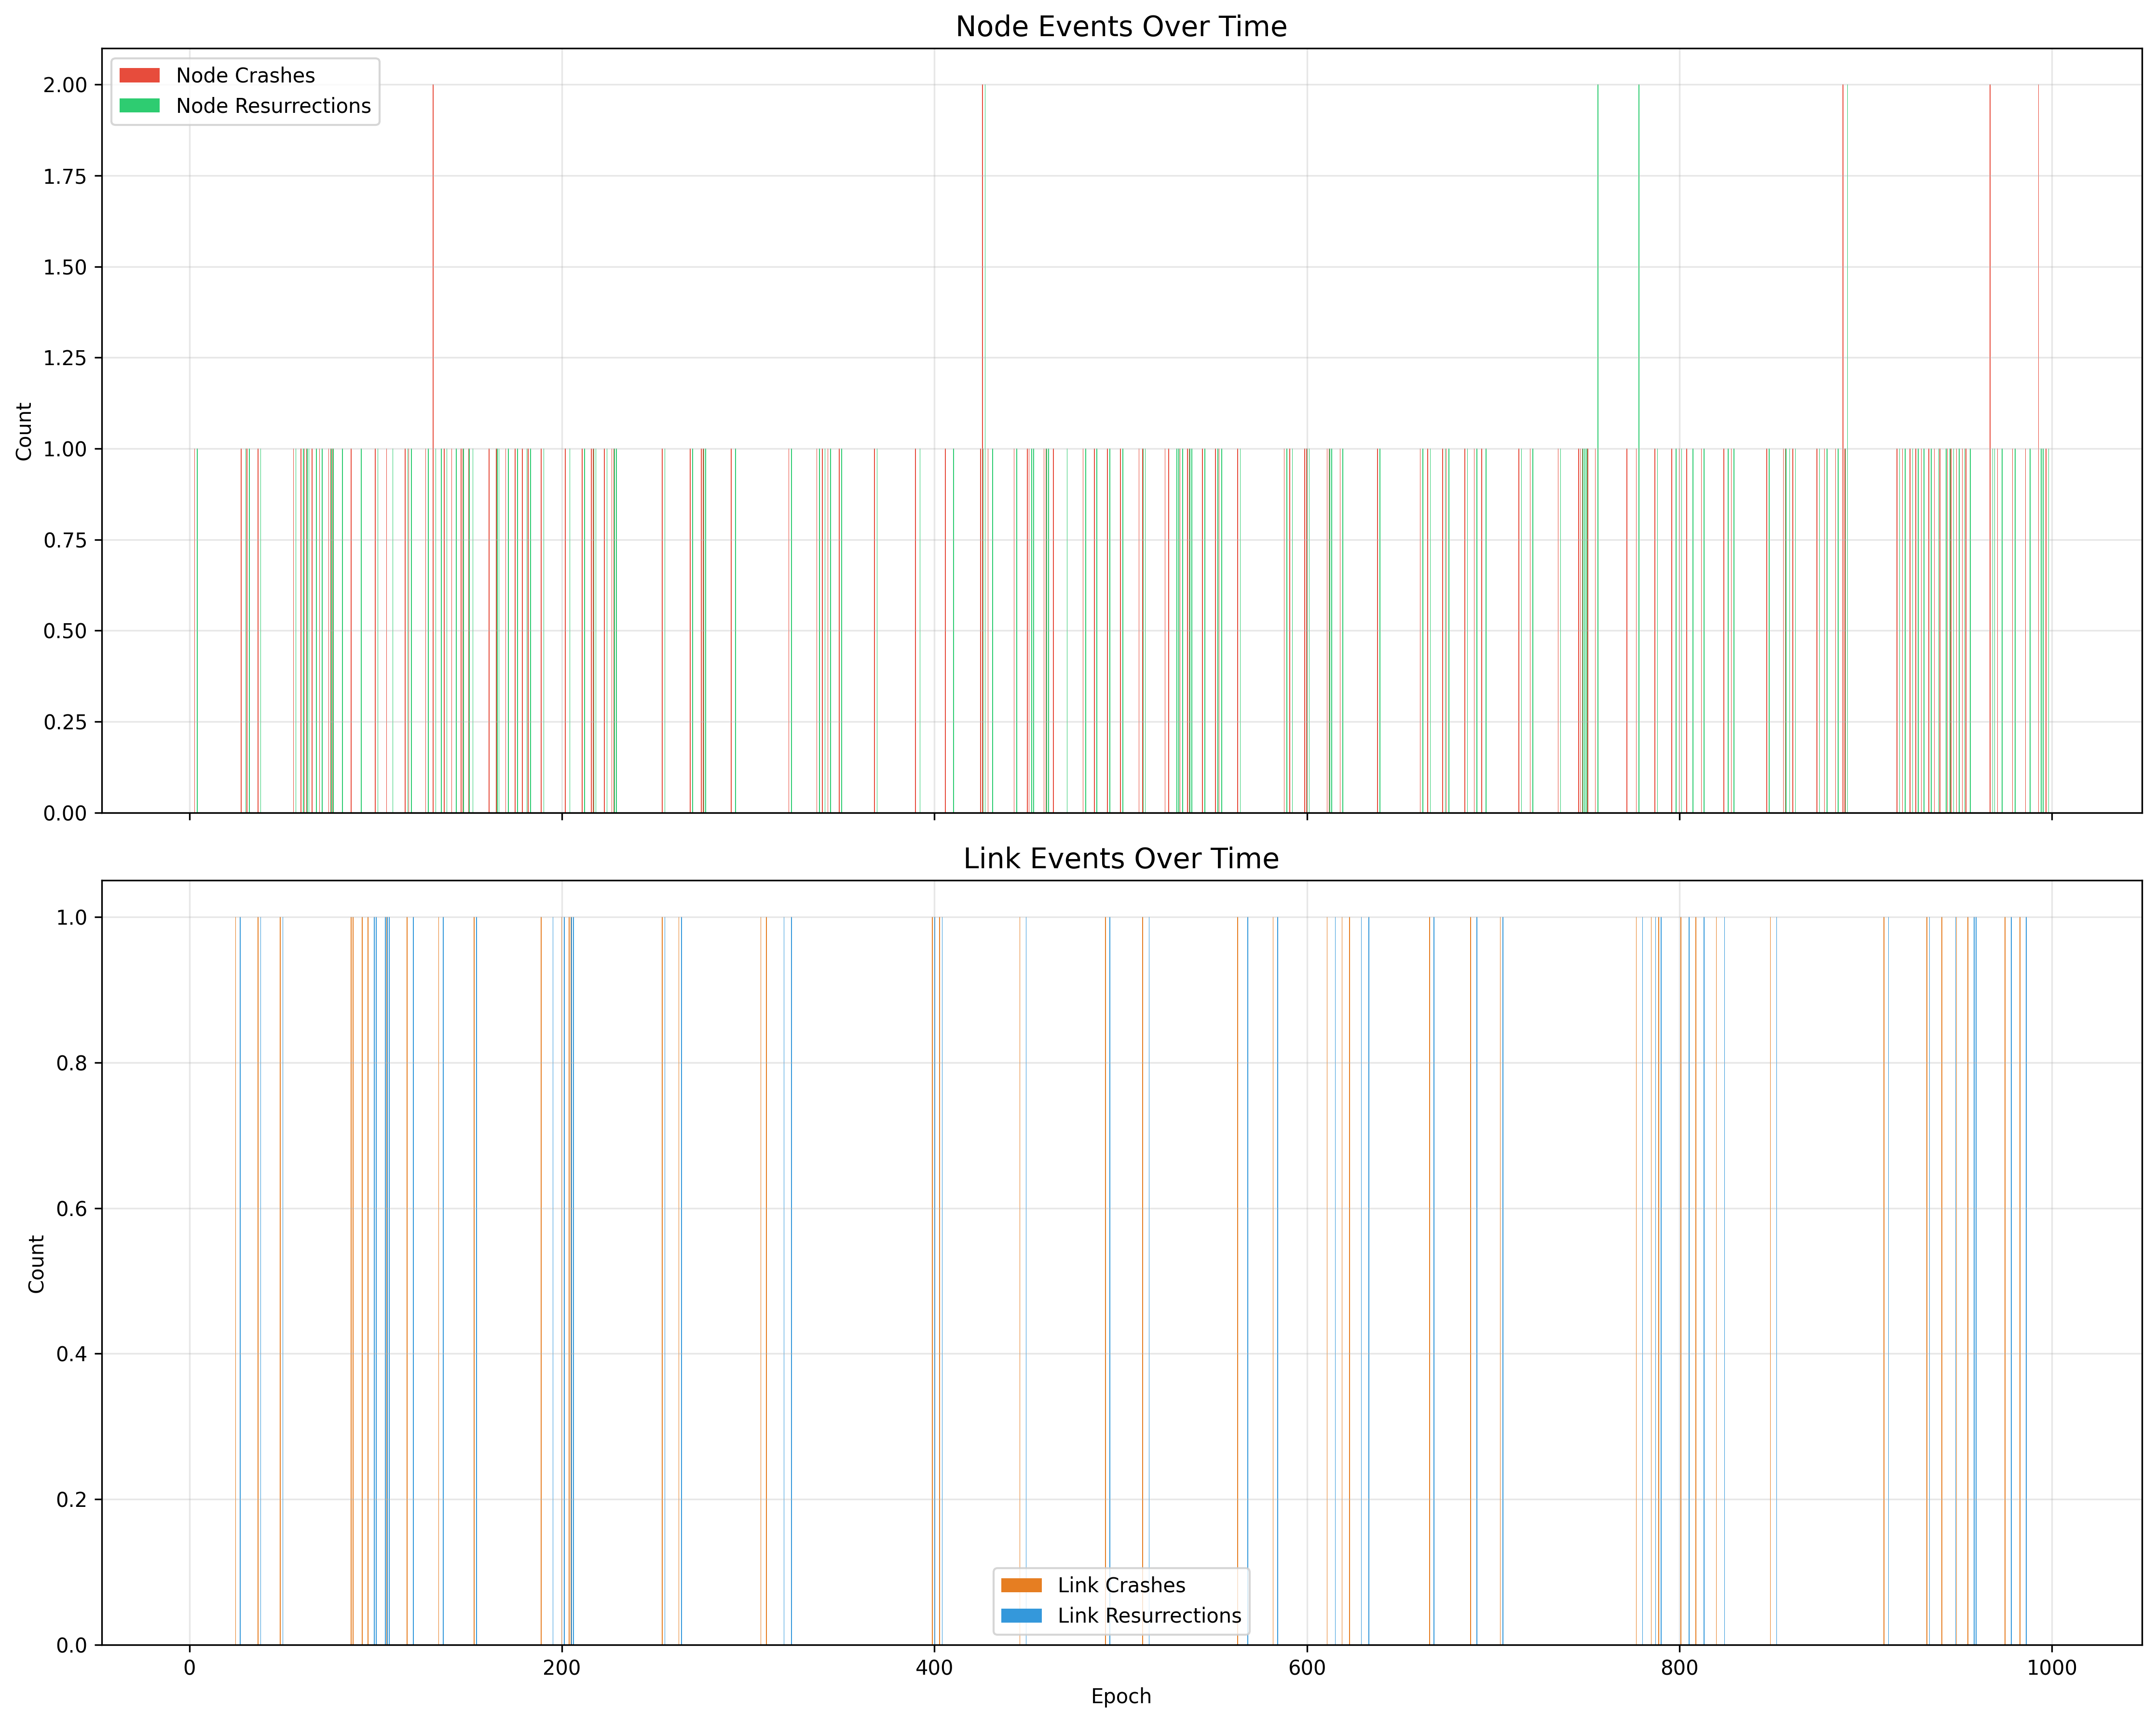 Node Events Over Time
Node Crashes
Node Resurrections
2.00
1.75
1.50
1.25
1.00
0.75
0.50
0.25
0.00
Count
Link Events Over Time
1.0
0.8
0.6
0.4
0.2
0.0
Count
Link Crashes
Link Resurrections
0 200 400 600 800 1000
Epoch